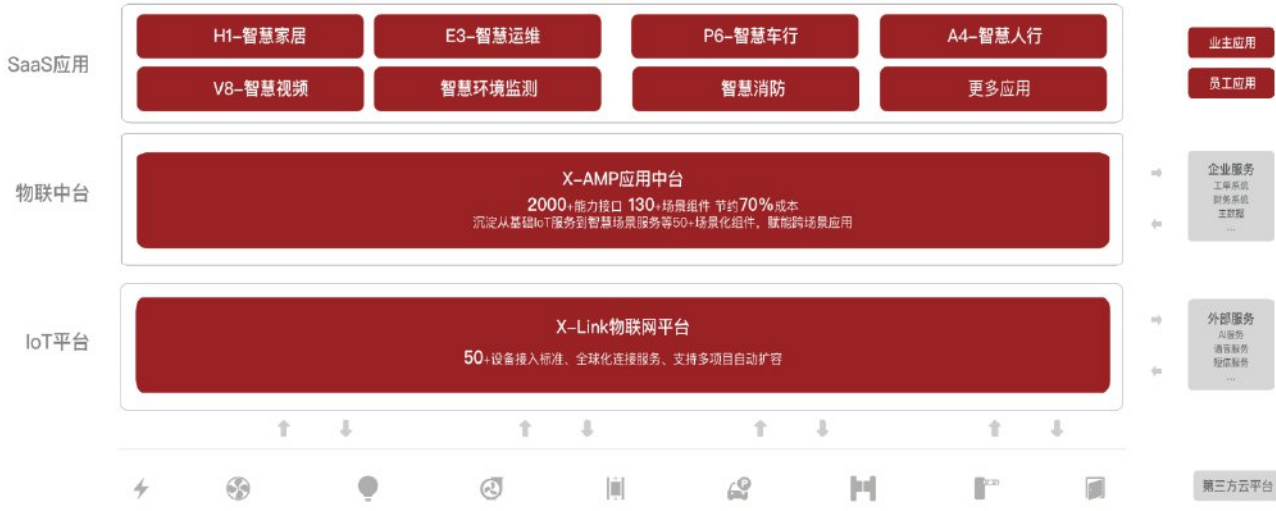 SaaS应用
H1-智慧家居
E3-智慧运维
P6-智慧车行
A4-智慧人行
V8-智慧视频
智慧环境监测
智慧消防
更多应用
业主应用
员工应用
物联中台
X-AMP应用中台
2000+能力接口 130+场景组件 节约70%成本
沉淀从基础IoT服务到智慧场景服务等50+场景化组件，赋能跨场景应用
企业服务
工单系统
财务系统
主数据
...
IoT平台
X-Link物联网平台
50+设备接入标准、全球化连接服务、支持多项目自动扩容
外部服务
AI服务
语音服务
短信服务
...
P
第三方云平台